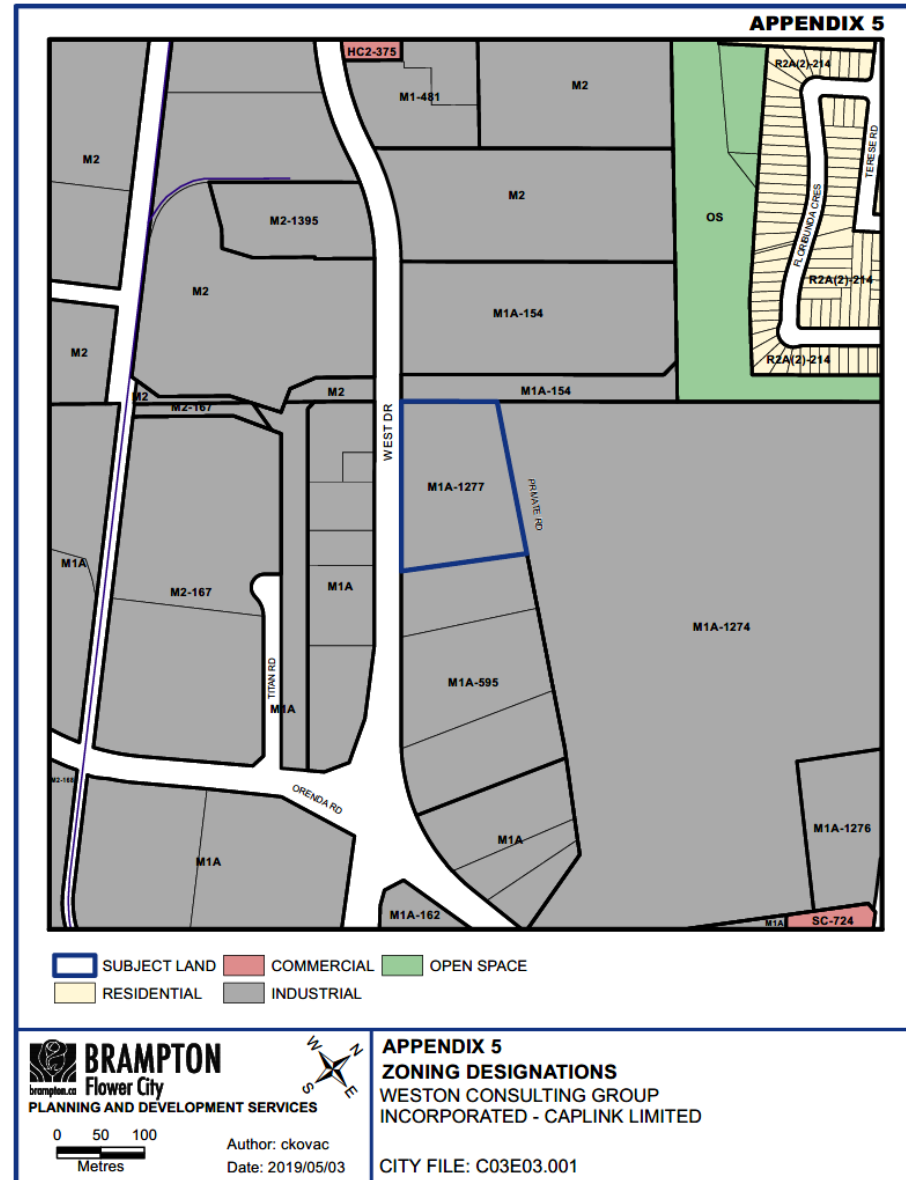 APPENDIX 5
HC2-375
R2A(2)-214
M1-481
M2
M2
TERESE RD
M2
OS
FLORIBUNDA CRES
M2-1395
R2A(2)-214
M2
M1A-154
M2
R2A(2)-214
M2
M1A-154
M2
M2-167
WEST DR
M1A-1277
PRIVATE RD
M1A
M2-167
M1A
M1A-1274
TITAN RD
M1A-595
M1A
M2-168
ORENDA RD
M1A-1276
M1A
M1A
M1A-162
M1A
SC-724
SUBJECT LAND
COMMERCIAL
OPEN SPACE
RESIDENTIAL
INDUSTRIAL
BRAMPTON
brampton.ca
Flower City
PLANNING AND DEVELOPMENT SERVICES
W
N
S
E
0 50 100
Metres
Author: ckovac
Date: 2019/05/03
APPENDIX 5
ZONING DESIGNATIONS
WESTON CONSULTING GROUP
INCORPORATED - CAPLINK LIMITED
CITY FILE: C03E03.001